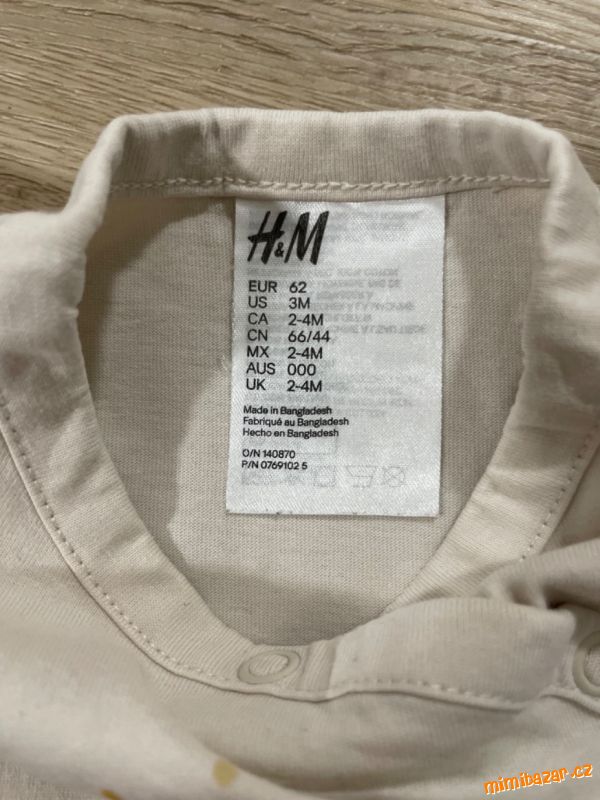 H&M
EUR 62
US 3M
CA 2-4M
CN 66/44
MX 2-4M
AUS 000
UK 2-4M
Made in Bangladesh
Fabriqué au Bangladesh
Hecho en Bangladesh
O/N 140870
P/N 0769102 5
mimibazar.cz